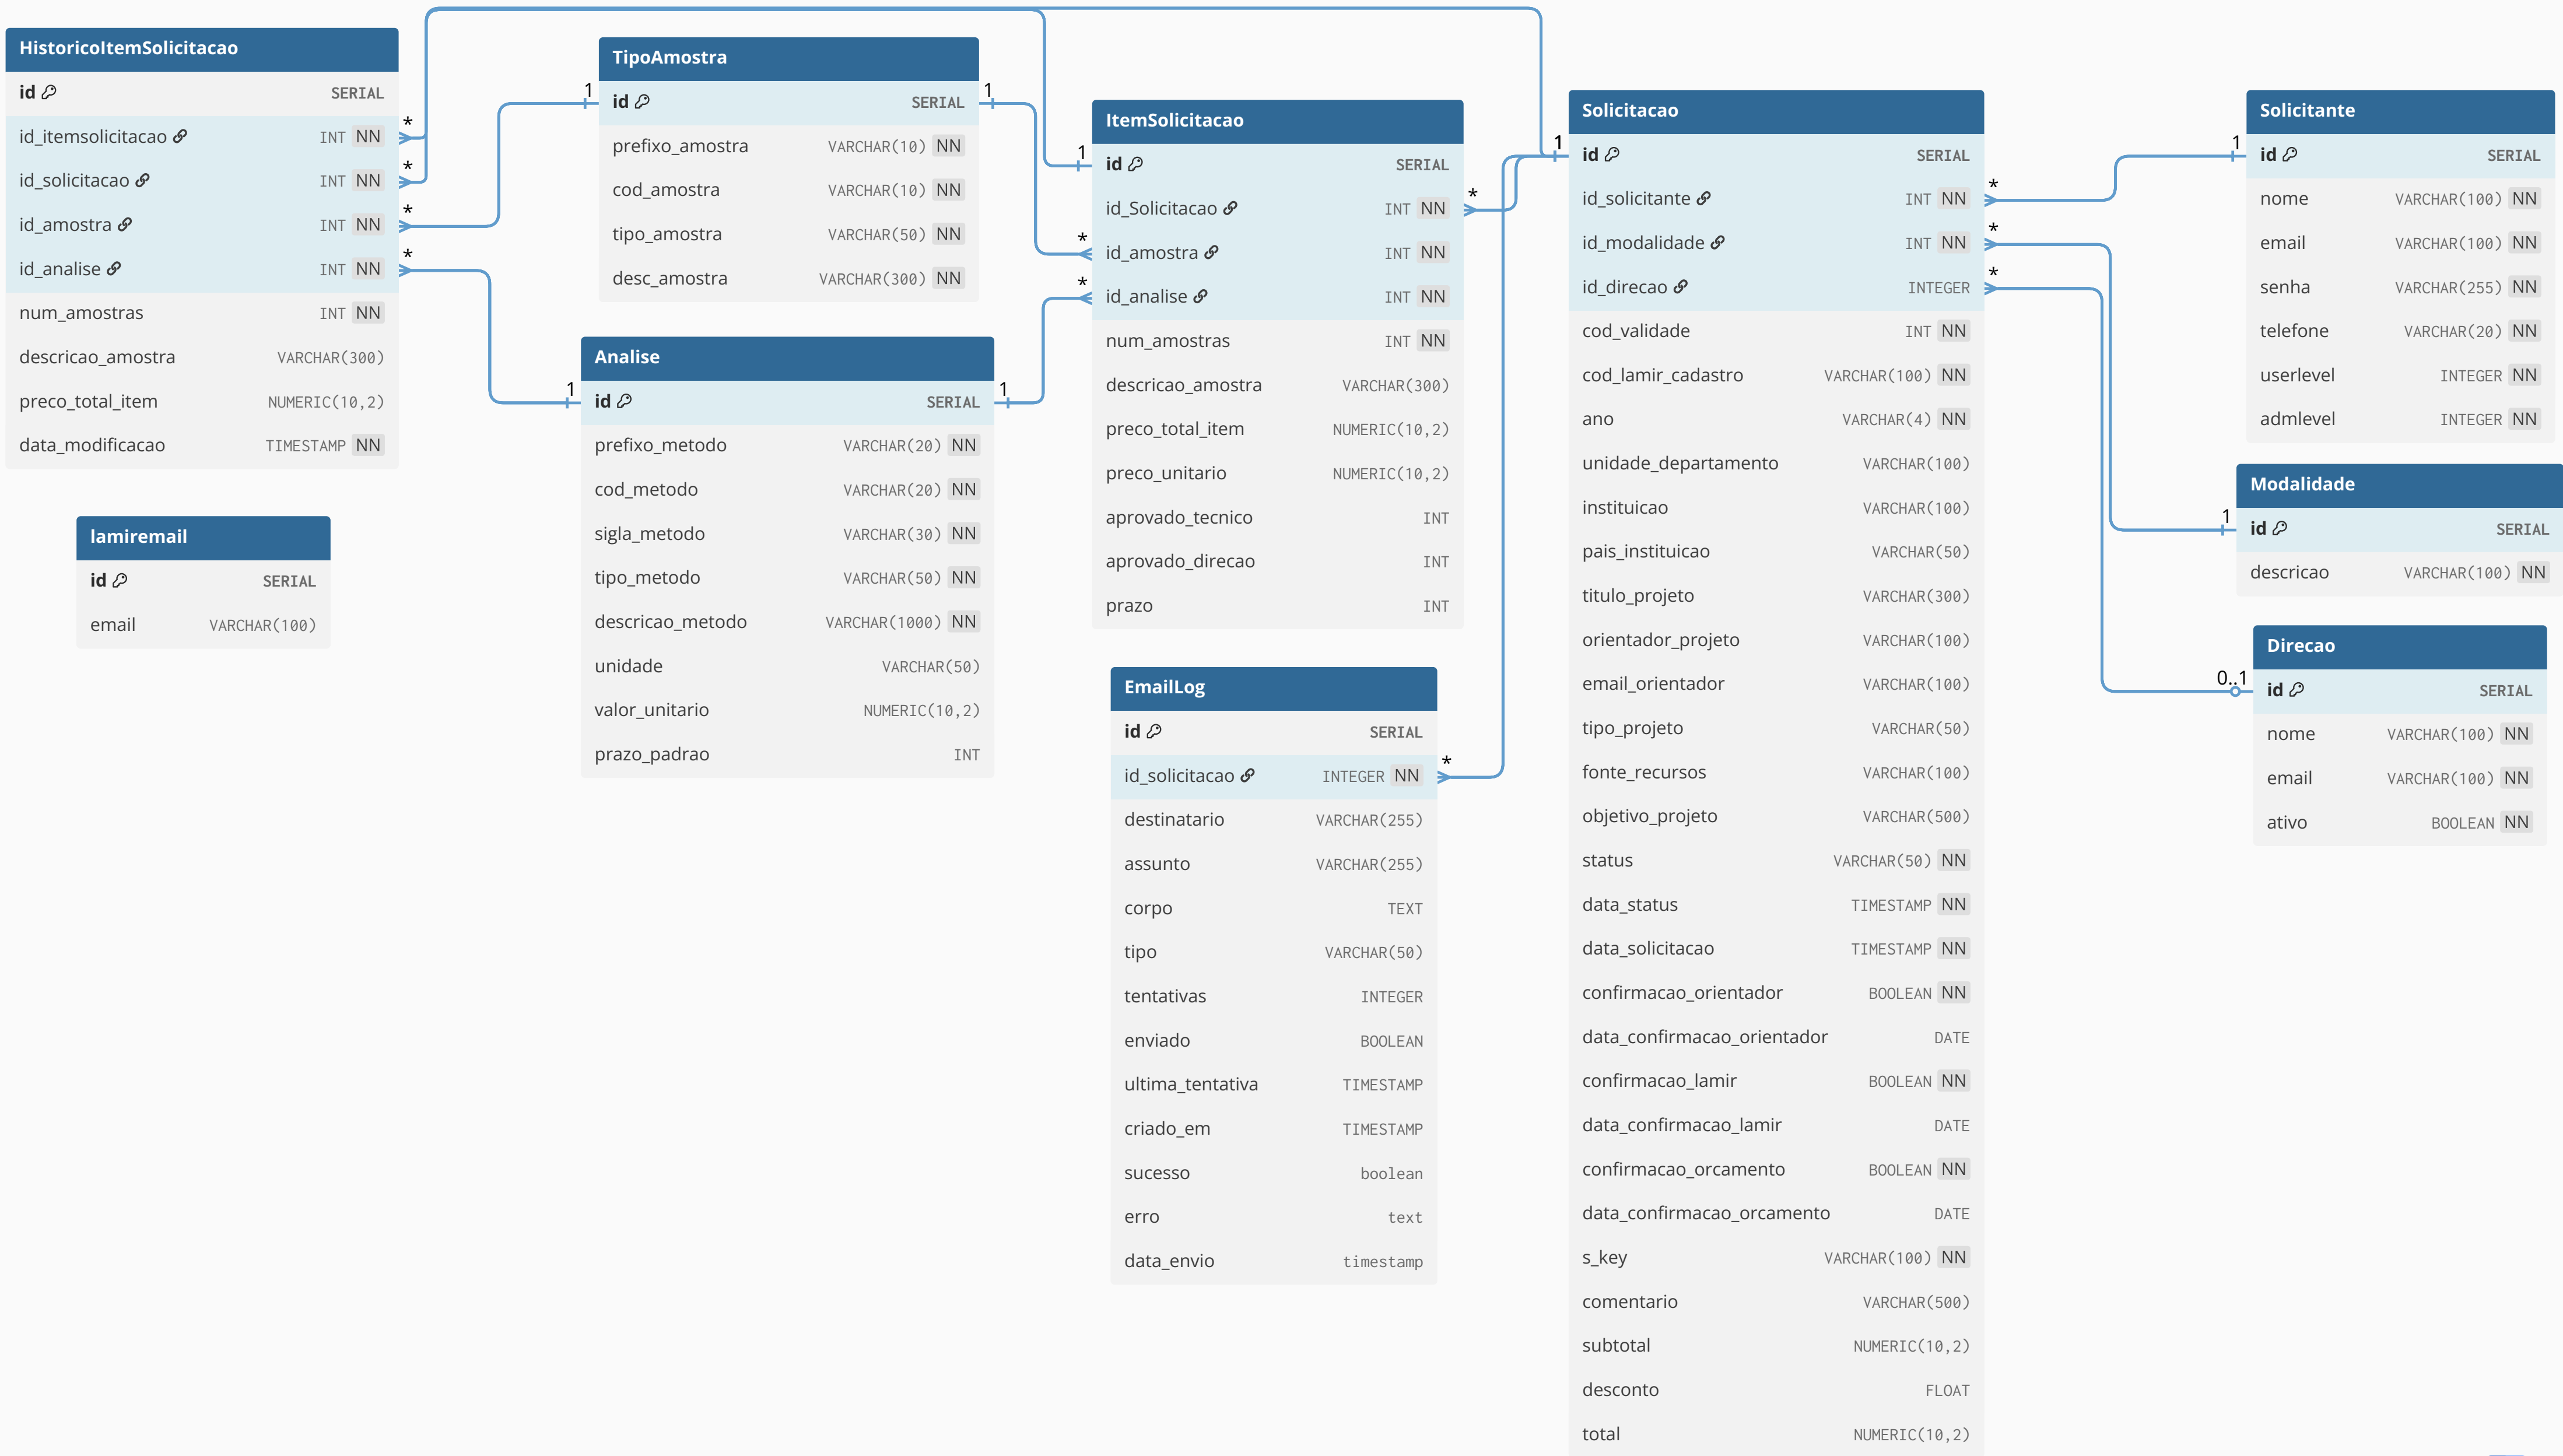 HistoricoItemSolicitacao
id SERIAL
* id_itemsolicitacao INT NN
* id_solicitacao INT NN
* id_amostra INT NN
* id_analise INT NN
num_amostras INT NN
descricao_amostra VARCHAR(300)
preco_total_item NUMERIC(10,2)
data_modificacao TIMESTAMP NN
lamiremail
id SERIAL
email VARCHAR(100)
TipoAmostra
1 id SERIAL 1
prefixo_amostra VARCHAR(10) NN
cod_amostra VARCHAR(10) NN
tipo_amostra VARCHAR(50) NN
desc_amostra VARCHAR(300) NN
Analise
1 id SERIAL 1
prefixo_metodo VARCHAR(20) NN
cod_metodo VARCHAR(20) NN
sigla_metodo VARCHAR(30) NN
tipo_metodo VARCHAR(50) NN
descricao_metodo VARCHAR(1000) NN
unidade VARCHAR(50)
valor_unitario NUMERIC(10,2)
prazo_padrao INT
ItemSolicitacao
1 id SERIAL
id_Solicitacao INT NN *
* id_amostra INT NN
* id_analise INT NN
num_amostras INT NN
descricao_amostra VARCHAR(300)
preco_total_item NUMERIC(10,2)
preco_unitario NUMERIC(10,2)
aprovado_tecnico INT
aprovado_direcao INT
prazo INT
EmailLog
id SERIAL
id_solicitacao INTEGER NN *
destinatario VARCHAR(255)
assunto VARCHAR(255)
corpo TEXT
tipo VARCHAR(50)
tentativas INTEGER
enviado BOOLEAN
ultima_tentativa TIMESTAMP
criado_em TIMESTAMP
sucesso boolean
erro text
data_envio timestamp
Solicitacao
1 id SERIAL
id_solicitante INT NN *
id_modalidade INT NN *
id_direcao INTEGER *
cod_validade INT NN
cod_lamir_cadastro VARCHAR(100) NN
ano VARCHAR(4) NN
unidade_departamento VARCHAR(100)
instituicao VARCHAR(100)
pais_instituicao VARCHAR(50)
titulo_projeto VARCHAR(300)
orientador_projeto VARCHAR(100)
email_orientador VARCHAR(100)
tipo_projeto VARCHAR(50)
fonte_recursos VARCHAR(100)
objetivo_projeto VARCHAR(500)
status VARCHAR(50) NN
data_status TIMESTAMP NN
data_solicitacao TIMESTAMP NN
confirmacao_orientador BOOLEAN NN
data_confirmacao_orientador DATE
confirmacao_lamir BOOLEAN NN
data_confirmacao_lamir DATE
confirmacao_orcamento BOOLEAN NN
data_confirmacao_orcamento DATE
s_key VARCHAR(100) NN
comentario VARCHAR(500)
subtotal NUMERIC(10,2)
desconto FLOAT
total NUMERIC(10,2)
Solicitante
1 id SERIAL
nome VARCHAR(100) NN
email VARCHAR(100) NN
senha VARCHAR(255) NN
telefone VARCHAR(20) NN
userlevel INTEGER NN
admlevel INTEGER NN
Modalidade
1 id SERIAL
descricao VARCHAR(100) NN
Direcao
0..1 id SERIAL
nome VARCHAR(100) NN
email VARCHAR(100) NN
ativo BOOLEAN NN